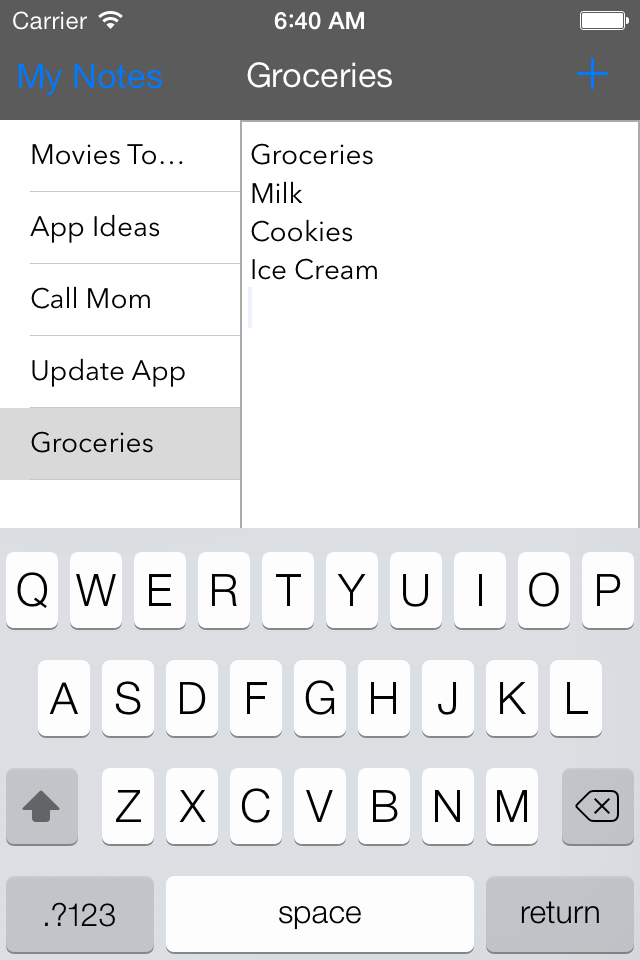 Carrier 6:40 AM
My Notes Groceries +
Movies To…
App Ideas
Call Mom
Update App
Groceries
Groceries
Milk
Cookies
Ice Cream
Q W E R T Y U I O P
A S D F G H J K L
Z X C V B N M
.?123 space return